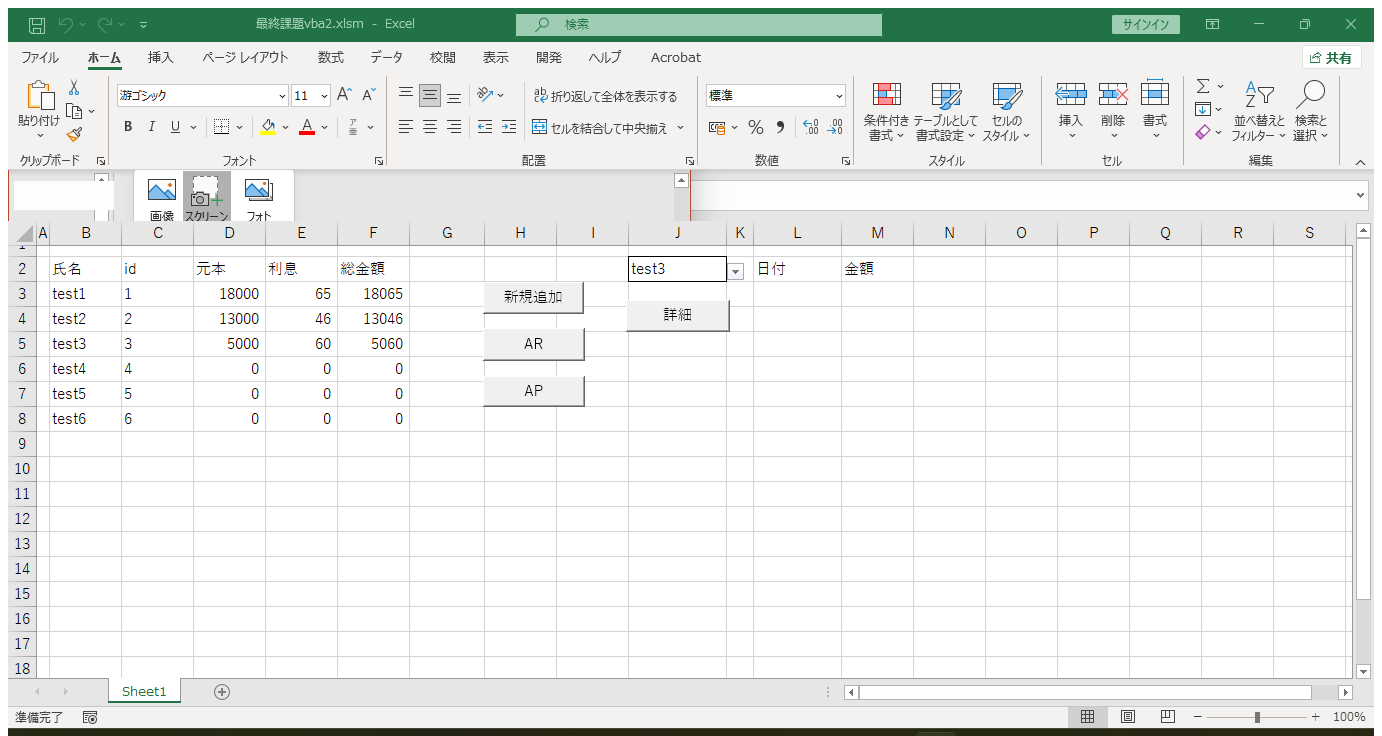 最終課題vba2.xlsm - Excel
検索
サインイン
ファイル ホーム 挿入 ページ レイアウト 数式 データ 校閲 表示 開発 ヘルプ Acrobat 共有
貼り付け
クリップボード
游ゴシック 11
B I U
フォント
折り返して全体を表示する
セルを結合して中央揃え
配置
標準
数値
条件付き書式
テーブルとして書式設定
セルのスタイル
スタイル
挿入 削除 書式
セル
並べ替えとフィルター
検索と選択
編集
画像 スクリーン フォト
A B C D E F G H I J K L M N O P Q R S
1
2 氏名 id 元本 利息 総金額 test3 日付 金額
3 test1 1 18000 65 18065 新規追加
4 test2 2 13000 46 13046 詳細
5 test3 3 5000 60 5060 AR
6 test4 4 0 0 0
7 test5 5 0 0 0 AP
8 test6 6 0 0 0
9
10
11
12
13
14
15
16
17
18
Sheet1
準備完了 100%